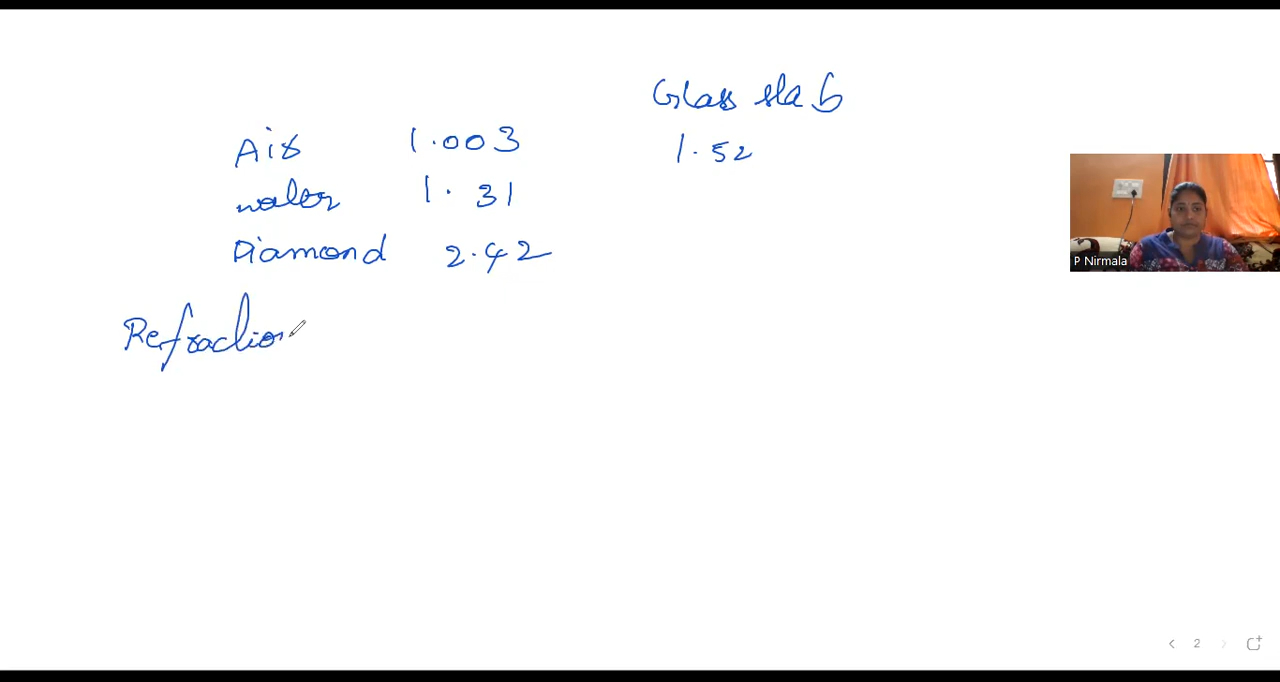 Glass slab
Air 1.003
1.52
water 1.31
Diamond 2.42
Refraction
P Nirmala
2